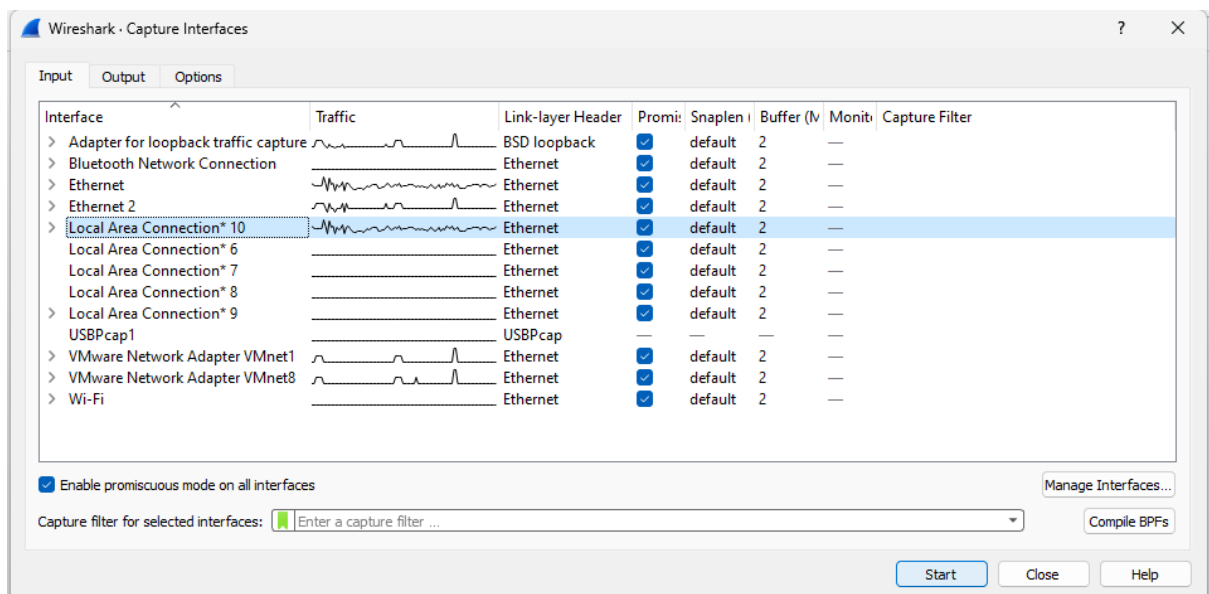 Wireshark · Capture Interfaces ? ×
Input Output Options
Interface Traffic Link-layer Header Promi: Snaplen ( Buffer (M Monit Capture Filter
Adapter for loopback traffic capture BSD loopback default 2 —
Bluetooth Network Connection Ethernet default 2 —
Ethernet Ethernet default 2 —
Ethernet 2 Ethernet default 2 —
Local Area Connection* 10 Ethernet default 2 —
Local Area Connection* 6 Ethernet default 2 —
Local Area Connection* 7 Ethernet default 2 —
Local Area Connection* 8 Ethernet default 2 —
Local Area Connection* 9 Ethernet default 2 —
USBPcap1 USBPcap — — — —
VMware Network Adapter VMnet1 Ethernet default 2 —
VMware Network Adapter VMnet8 Ethernet default 2 —
Wi-Fi Ethernet default 2 —
Enable promiscuous mode on all interfaces Manage Interfaces...
Capture filter for selected interfaces: Enter a capture filter ... Compile BPFs
Start Close Help